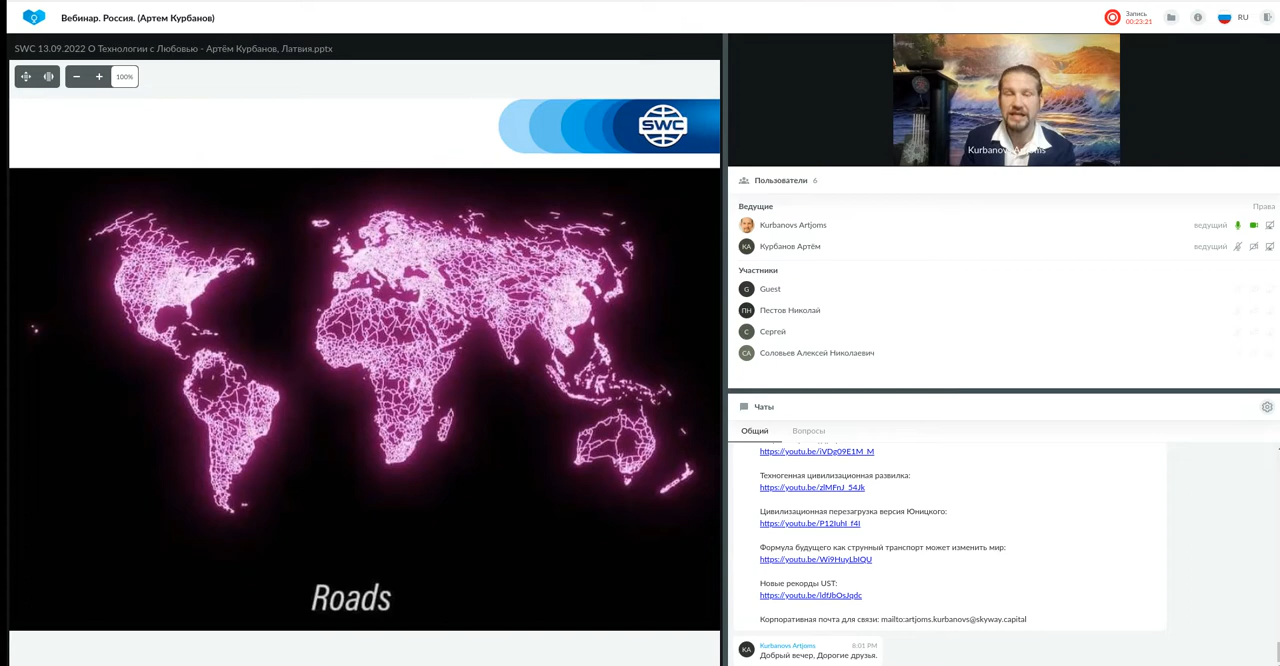 Вебинар. Россия. (Артем Курбанов)
Запись
00:23:21
RU
SWC 13.09.2022 О Технологии с Любовью - Артём Курбанов, Латвия.pptx
100%
SWC
Roads
Kurbanovs Artjoms
Пользователи 6
Ведущие
Права
Kurbanovs Artjoms
ведущий
KA
Курбанов Артём
ведущий
Участники
G
Guest
ПН
Пестов Николай
С
Сергей
СА
Соловьев Алексей Николаевич
Чаты
Общий
Вопросы
https://youtu.be/iVDg09E1M_M
Техногенная цивилизационная развилка:
https://youtu.be/zlMFnJ_54Jk
Цивилизационная перезагрузка версия Юницкого:
https://youtu.be/P12IuhI_f4I
Формула будущего как струнный транспорт может изменить мир:
https://youtu.be/Wi9HuyLbIQU
Новые рекорды UST:
https://youtu.be/ldfJbOsJqdc
Корпоративная почта для связи: mailto:artjoms.kurbanovs@skyway.capital
KA
Kurbanovs Artjoms
8:01 PM
Добрый вечер, Дорогие друзья.